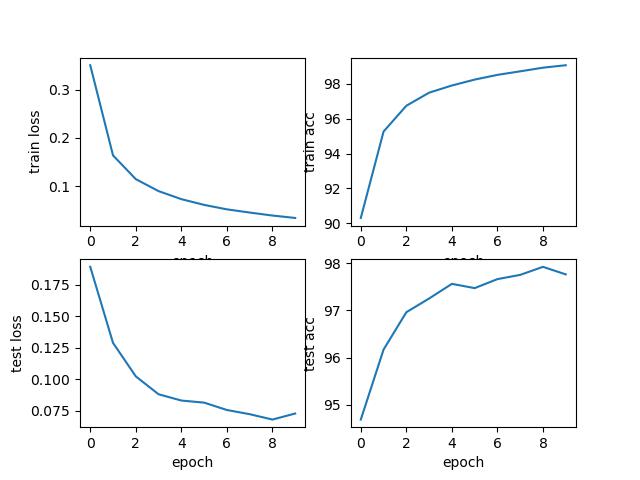 train loss
0.3
0.2
0.1
0 2 4 6 8
epoch
train acc
98
96
94
92
90
0 2 4 6 8
epoch
test loss
0.175
0.150
0.125
0.100
0.075
0 2 4 6 8
epoch
test acc
98
97
96
95
0 2 4 6 8
epoch